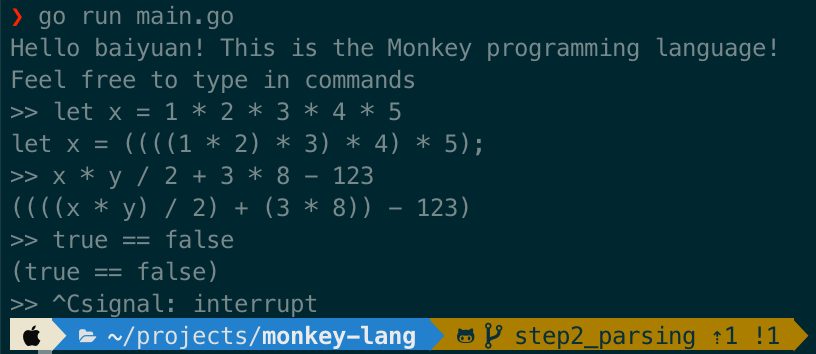 ❯ go run main.go
Hello baiyuan! This is the Monkey programming language!
Feel free to type in commands
>> let x = 1 * 2 * 3 * 4 * 5
let x = ((((1 * 2) * 3) * 4) * 5);
>> x * y / 2 + 3 * 8 - 123
((((x * y) / 2) + (3 * 8)) - 123)
>> true == false
(true == false)
>> ^Csignal: interrupt
~/projects/monkey-lang step2_parsing ⇡1 !1